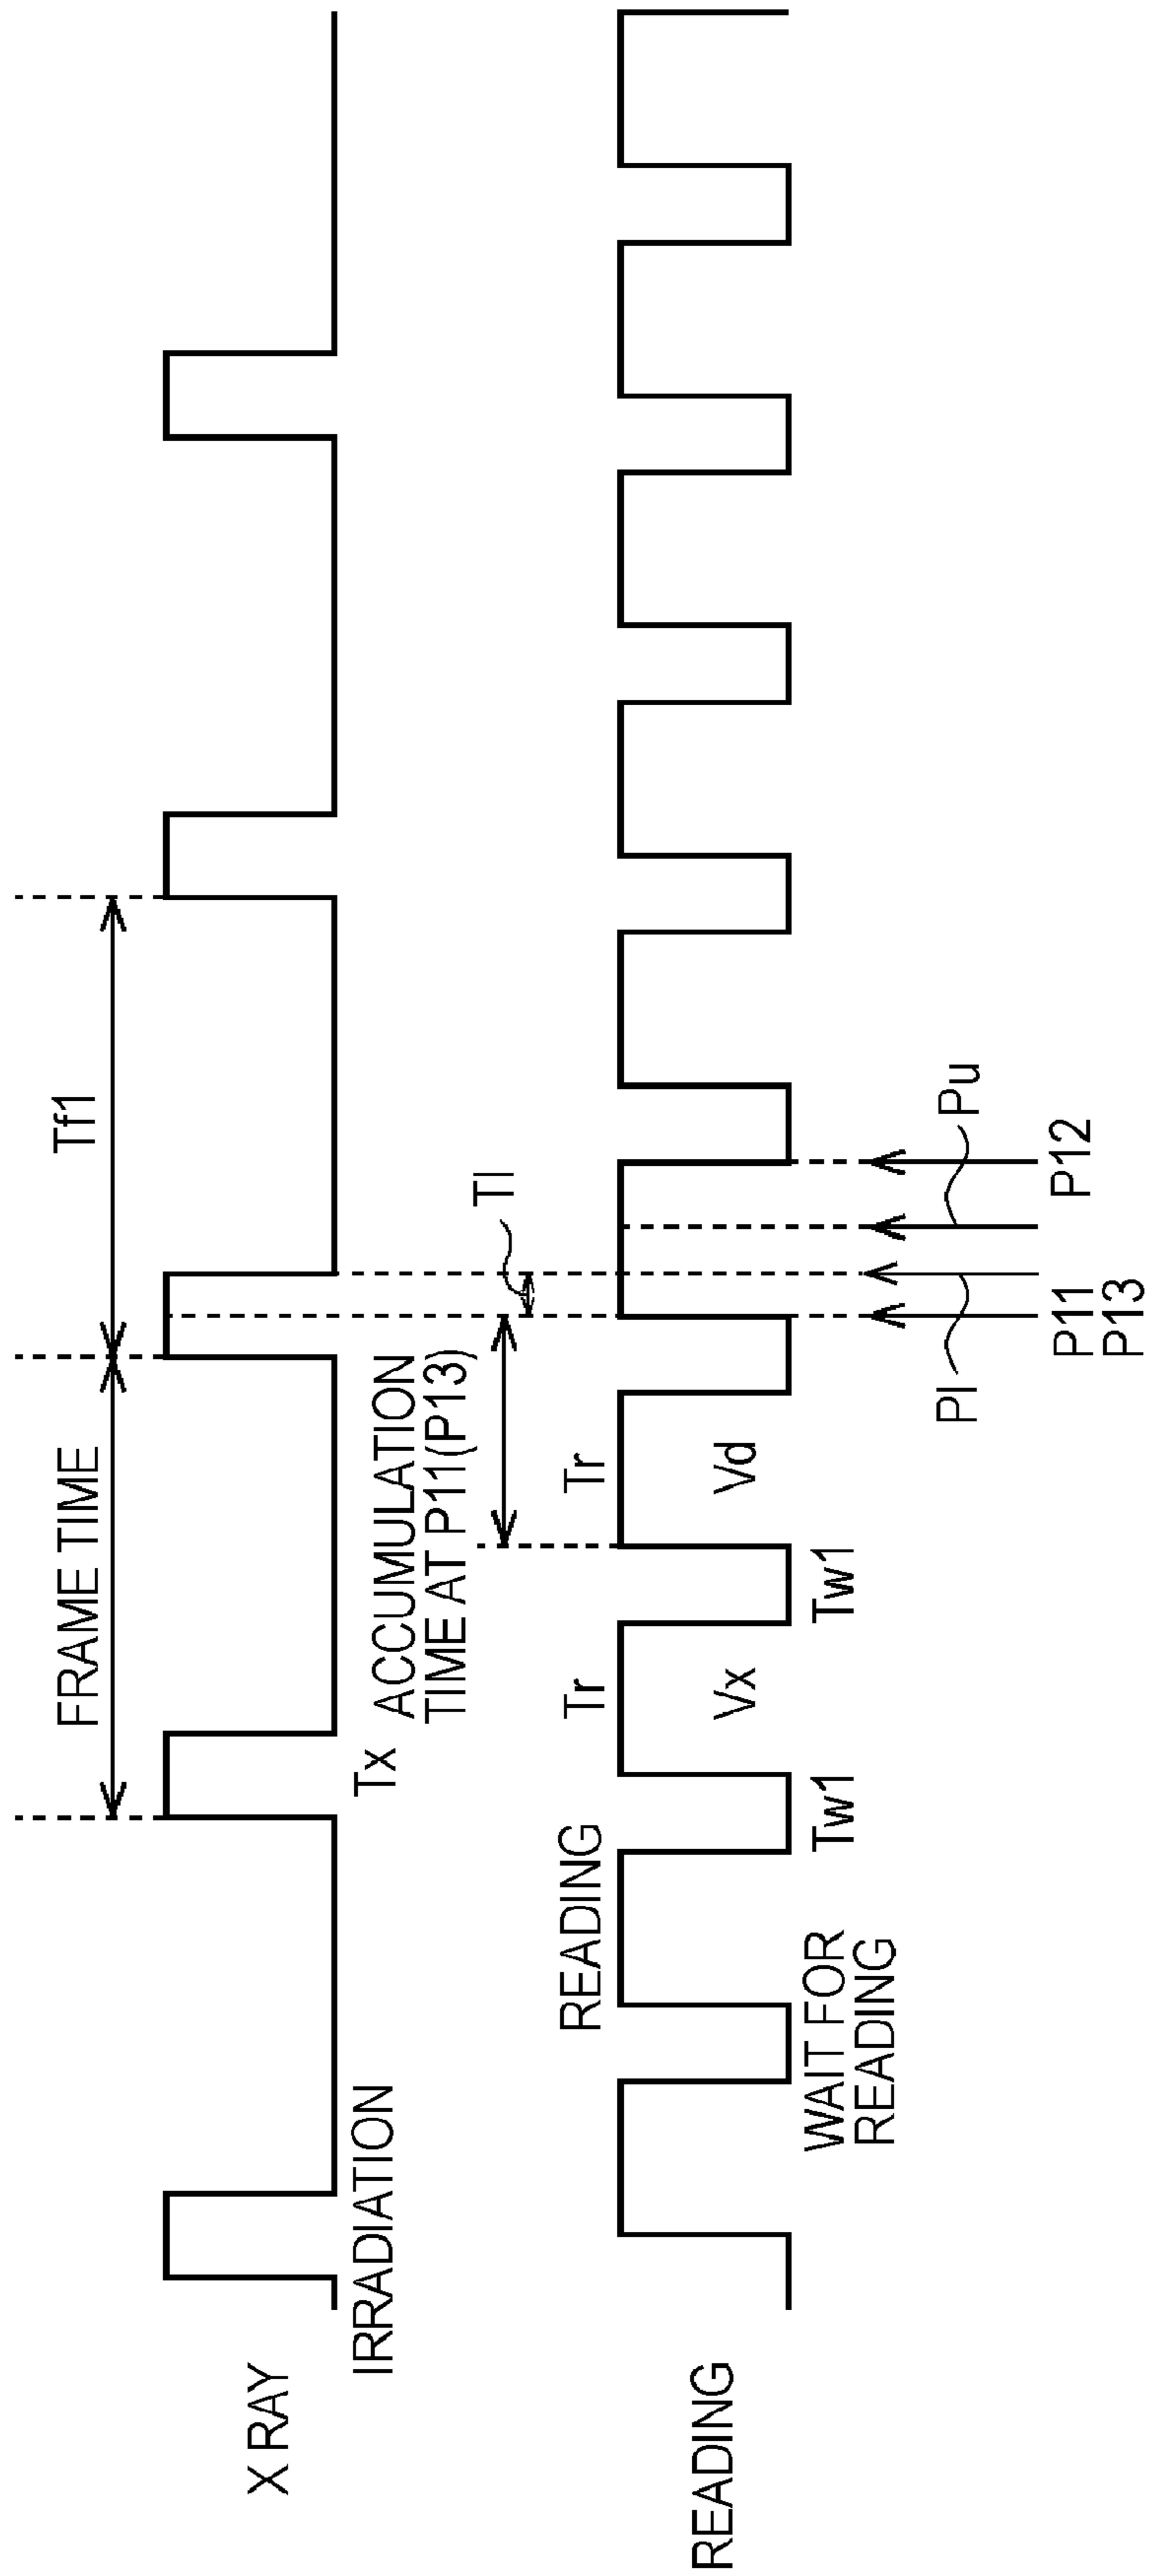 FRAME TIME
Tf1
X RAY
IRRADIATION
Tx
ACCUMULATION
TIME AT P11(P13)
Tl
READING
READING
Tr
Tr
Vx
Vd
WAIT FOR
READING
Tw1
Tw1
Pl
Pu
P11
P13
P12